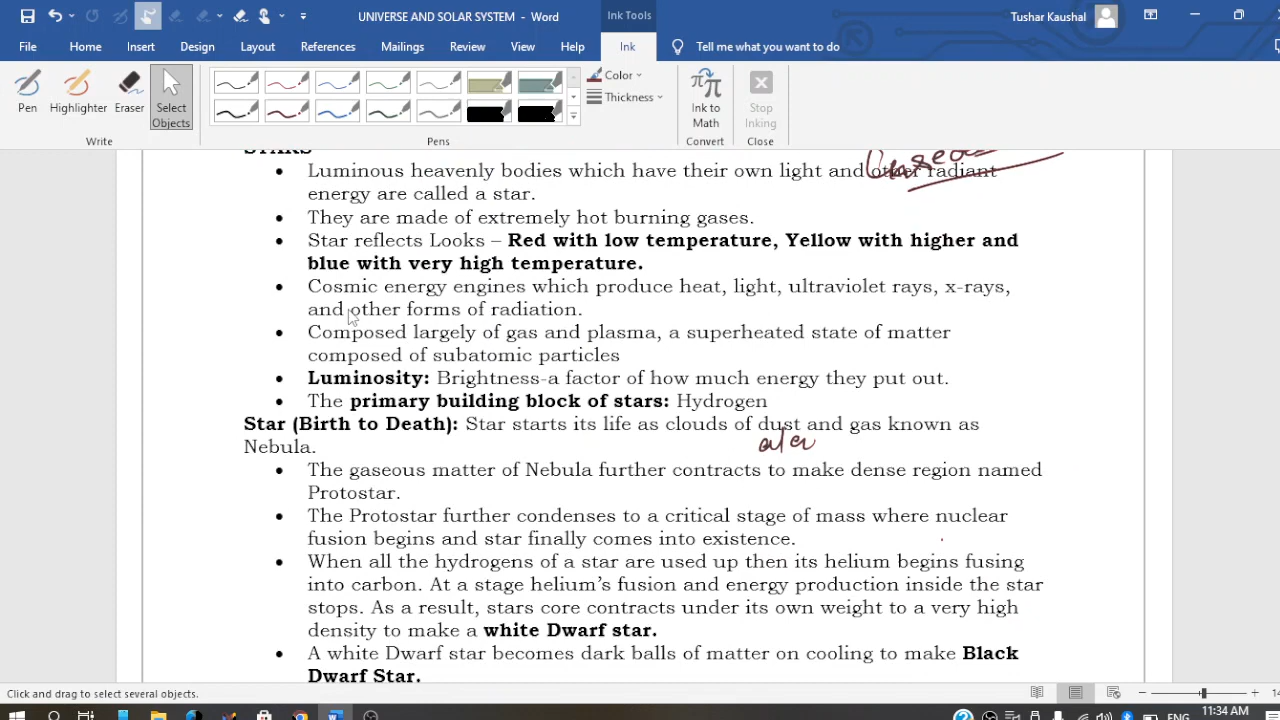 UNIVERSE AND SOLAR SYSTEM - Word
Ink Tools
Tushar Kaushal
File Home Insert Design Layout References Mailings Review View Help Ink Tell me what you want to do
Pen Highlighter Eraser Select Objects
Color
Thickness
Ink to Math
Stop Inking
Write Pens Convert Close
STARS
• Luminous heavenly bodies which have their own light and other radiant
energy are called a star.
• They are made of extremely hot burning gases.
• Star reflects Looks – Red with low temperature, Yellow with higher and
blue with very high temperature.
• Cosmic energy engines which produce heat, light, ultraviolet rays, x-rays,
and other forms of radiation.
• Composed largely of gas and plasma, a superheated state of matter
composed of subatomic particles
• Luminosity: Brightness-a factor of how much energy they put out.
• The primary building block of stars: Hydrogen
Star (Birth to Death): Star starts its life as clouds of dust and gas known as
Nebula.
• The gaseous matter of Nebula further contracts to make dense region named
Protostar.
• The Protostar further condenses to a critical stage of mass where nuclear
fusion begins and star finally comes into existence.
• When all the hydrogens of a star are used up then its helium begins fusing
into carbon. At a stage helium's fusion and energy production inside the star
stops. As a result, stars core contracts under its own weight to a very high
density to make a white Dwarf star.
• A white Dwarf star becomes dark balls of matter on cooling to make Black
Dwarf Star.
Click and drag to select several objects.
ENG
11:34 AM